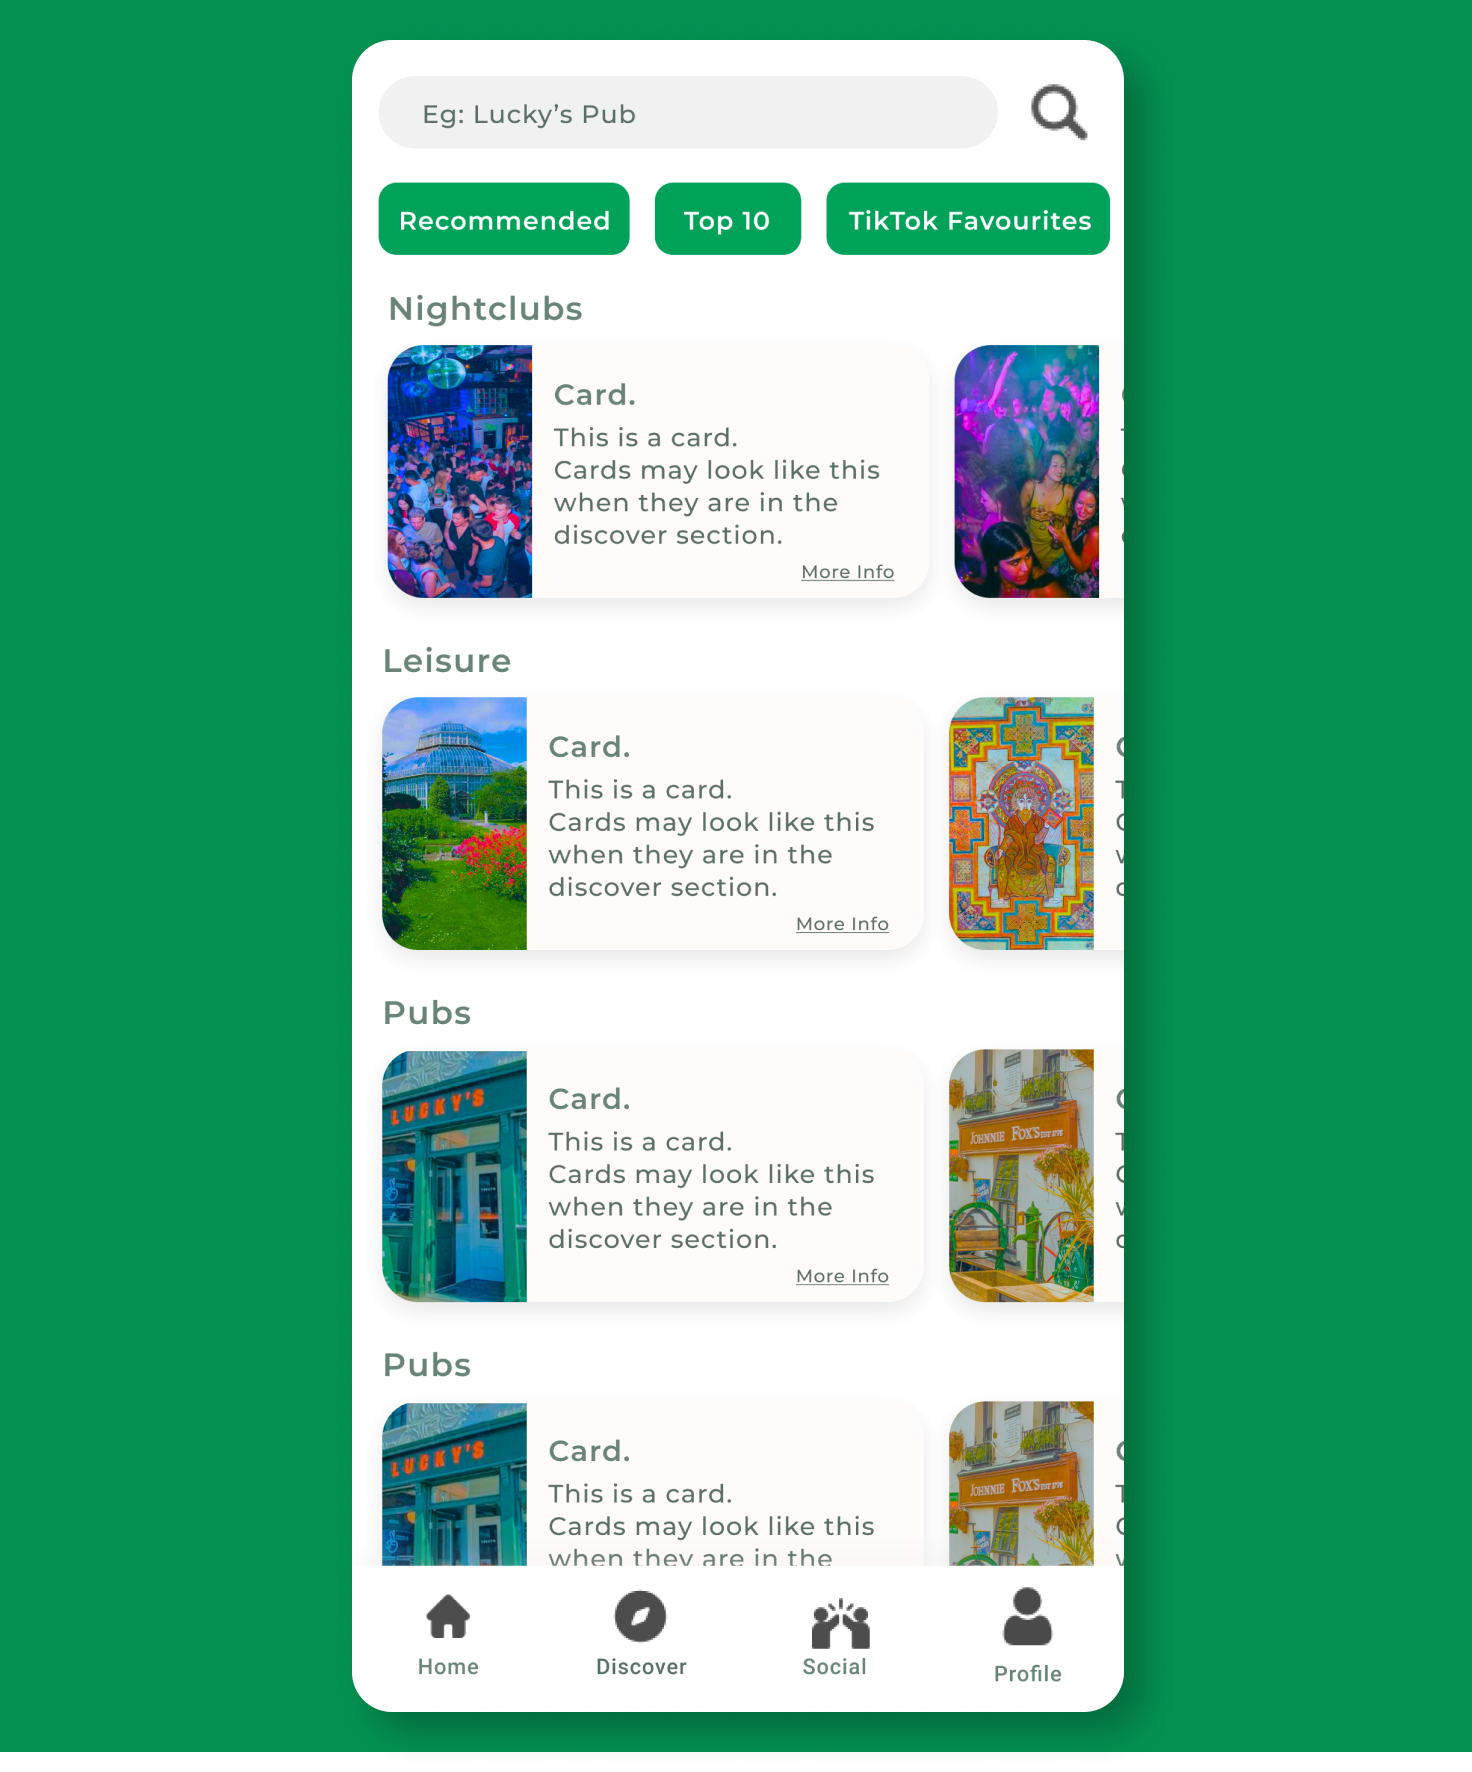 Eg: Lucky’s Pub
Recommended
Top 10
TikTok Favourites
Nightclubs
Card.
This is a card.
Cards may look like this
when they are in the
discover section.
More Info
Leisure
Card.
This is a card.
Cards may look like this
when they are in the
discover section.
More Info
Pubs
LUCKY'S
Card.
This is a card.
Cards may look like this
when they are in the
discover section.
More Info
JOHNNIE FOX'S EST 1798
Pubs
LUCKY'S
Card.
This is a card.
Cards may look like this
when they are in the
JOHNNIE FOX'S EST 1798
Home
Discover
Social
Profile